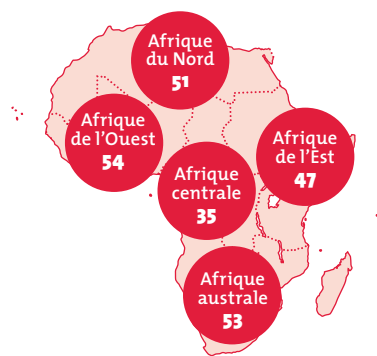 Afrique
du Nord
51
Afrique
de l'Ouest
54
Afrique
de l'Est
47
Afrique
centrale
35
Afrique
australe
53